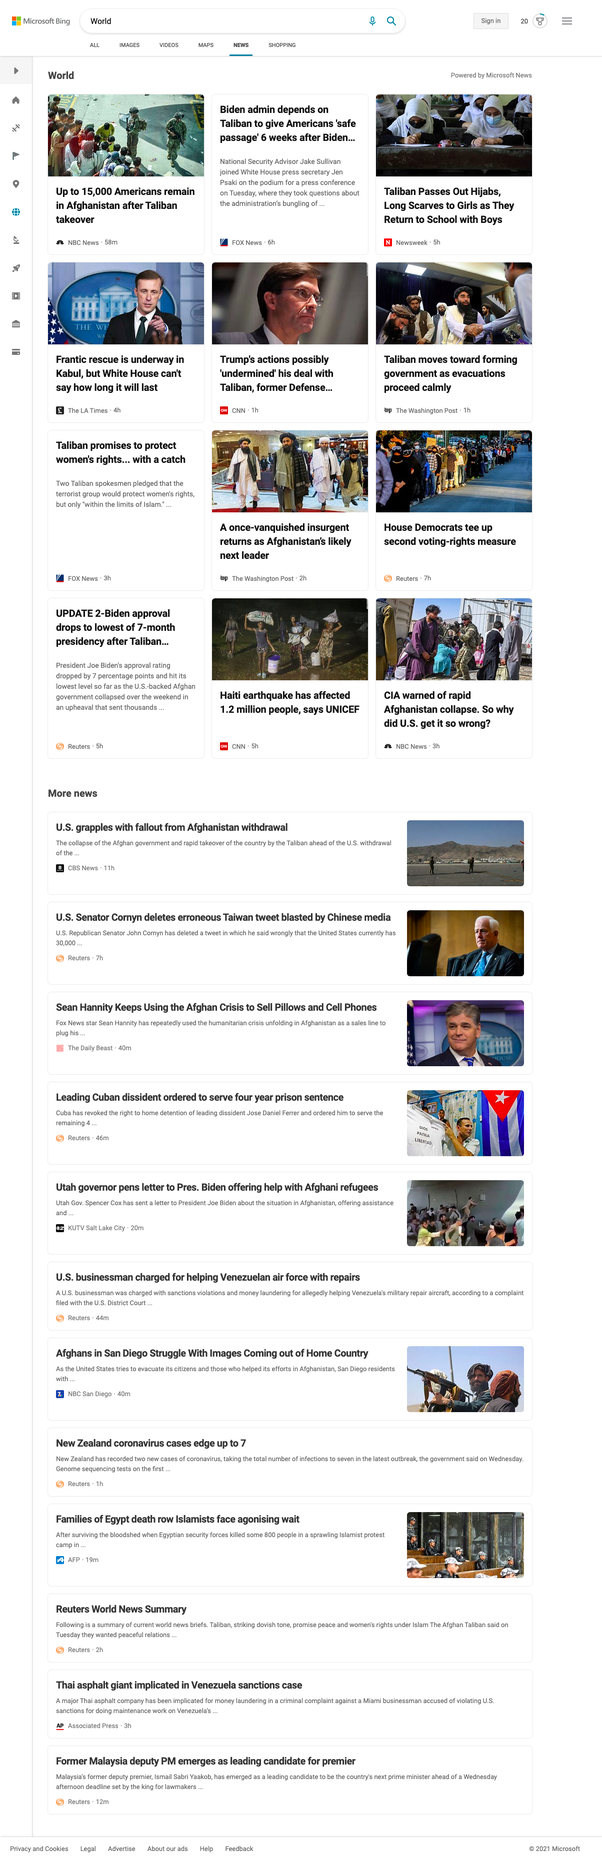 Microsoft Bing
World
Sign in
20
ALL
IMAGES
VIDEOS
MAPS
NEWS
SHOPPING
World
Powered by Microsoft News
Up to 15,000 Americans remain
in Afghanistan after Taliban
takeover
NBC News · 58m
Biden admin depends on
Taliban to give Americans 'safe
passage' 6 weeks after Biden...
National Security Advisor Jake Sullivan
joined White House press secretary Jen
Psaki on the podium for a press conference
on Tuesday, where they took questions about
the administration's bungling of ...
FOX News · 6h
Taliban Passes Out Hijabs,
Long Scarves to Girls as They
Return to School with Boys
Newsweek · 5h
Frantic rescue is underway in
Kabul, but White House can't
say how long it will last
The LA Times · 4h
Trump's actions possibly
'undermined' his deal with
Taliban, former Defense...
CNN · 1h
Taliban moves toward forming
government as evacuations
proceed calmly
The Washington Post · 1h
Taliban promises to protect
women's rights... with a catch
Two Taliban spokesmen pledged that the
terrorist group would protect women's rights,
but only "within the limits of Islam." ...
FOX News · 3h
A once-vanquished insurgent
returns as Afghanistan's likely
next leader
The Washington Post · 2h
House Democrats tee up
second voting-rights measure
Reuters · 7h
UPDATE 2-Biden approval
drops to lowest of 7-month
presidency after Taliban...
President Joe Biden's approval rating
dropped by 7 percentage points and hit its
lowest level so far as the U.S.-backed Afghan
government collapsed over the weekend in
an upheaval that sent thousands ...
Reuters · 5h
Haiti earthquake has affected
1.2 million people, says UNICEF
CNN · 5h
CIA warned of rapid
Afghanistan collapse. So why
did U.S. get it so wrong?
NBC News · 3h
More news
U.S. grapples with fallout from Afghanistan withdrawal
The collapse of the Afghan government and rapid takeover of the country by the Taliban ahead of the U.S. withdrawal
of the ...
CBS News · 11h
U.S. Senator Cornyn deletes erroneous Taiwan tweet blasted by Chinese media
U.S. Republican Senator John Cornyn has deleted a tweet in which he said wrongly that the United States currently has
30,000 ...
Reuters · 7h
Sean Hannity Keeps Using the Afghan Crisis to Sell Pillows and Cell Phones
Fox News star Sean Hannity has repeatedly used the humanitarian crisis unfolding in Afghanistan as a sales line to
plug his ...
The Daily Beast · 40m
Leading Cuban dissident ordered to serve four year prison sentence
Cuba has revoked the right to home detention of leading dissident Jose Daniel Ferrer and ordered him to serve the
remaining 4 ...
Reuters · 46m
Utah governor pens letter to Pres. Biden offering help with Afghani refugees
Utah Gov. Spencer Cox has sent a letter to President Joe Biden about the situation in Afghanistan, offering assistance
and ...
KUTV Salt Lake City · 20m
U.S. businessman charged for helping Venezuelan air force with repairs
A U.S. businessman was charged with sanctions violations and money laundering for allegedly helping Venezuela's military repair aircraft, according to a complaint
filed with the U.S. District Court ...
Reuters · 44m
Afghans in San Diego Struggle With Images Coming out of Home Country
As the United States tries to evacuate its citizens and those who helped its efforts in Afghanistan, San Diego residents
with ...
NBC San Diego · 40m
New Zealand coronavirus cases edge up to 7
New Zealand has recorded two new cases of coronavirus, taking the total number of infections to seven in the latest outbreak, the government said on Wednesday.
Genome sequencing tests on the first ...
Reuters · 1h
Families of Egypt death row Islamists face agonising wait
After surviving the bloodshed when Egyptian security forces killed some 800 people in a sprawling Islamist protest
camp in ...
AFP · 19m
Reuters World News Summary
Following is a summary of current world news briefs. Taliban, striking dovish tone, promise peace and women's rights under Islam The Afghan Taliban said on
Tuesday they wanted peaceful relations ...
Reuters · 2h
Thai asphalt giant implicated in Venezuela sanctions case
A major Thai asphalt company has been implicated for money laundering in a criminal complaint against a Miami businessman accused of violating U.S.
sanctions for doing maintenance work on Venezuela's ...
AP
Associated Press · 3h
Former Malaysia deputy PM emerges as leading candidate for premier
Malaysia's former deputy premier, Ismail Sabri Yaakob, has emerged as a leading candidate to be the country's next prime minister ahead of a Wednesday
afternoon deadline set by the king for lawmakers ...
Reuters · 12m
Privacy and Cookies
Legal
Advertise
About our ads
Help
Feedback
© 2021 Microsoft